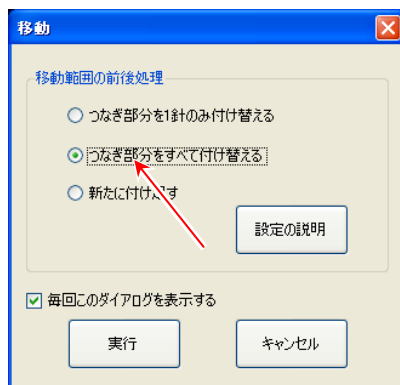 移動
移動範囲の前後処理
つなぎ部分を1針のみ付け替える
つなぎ部分をすべて付け替える
新たに付け足す
設定の説明
毎回このダイアログを表示する
実行
キャンセル